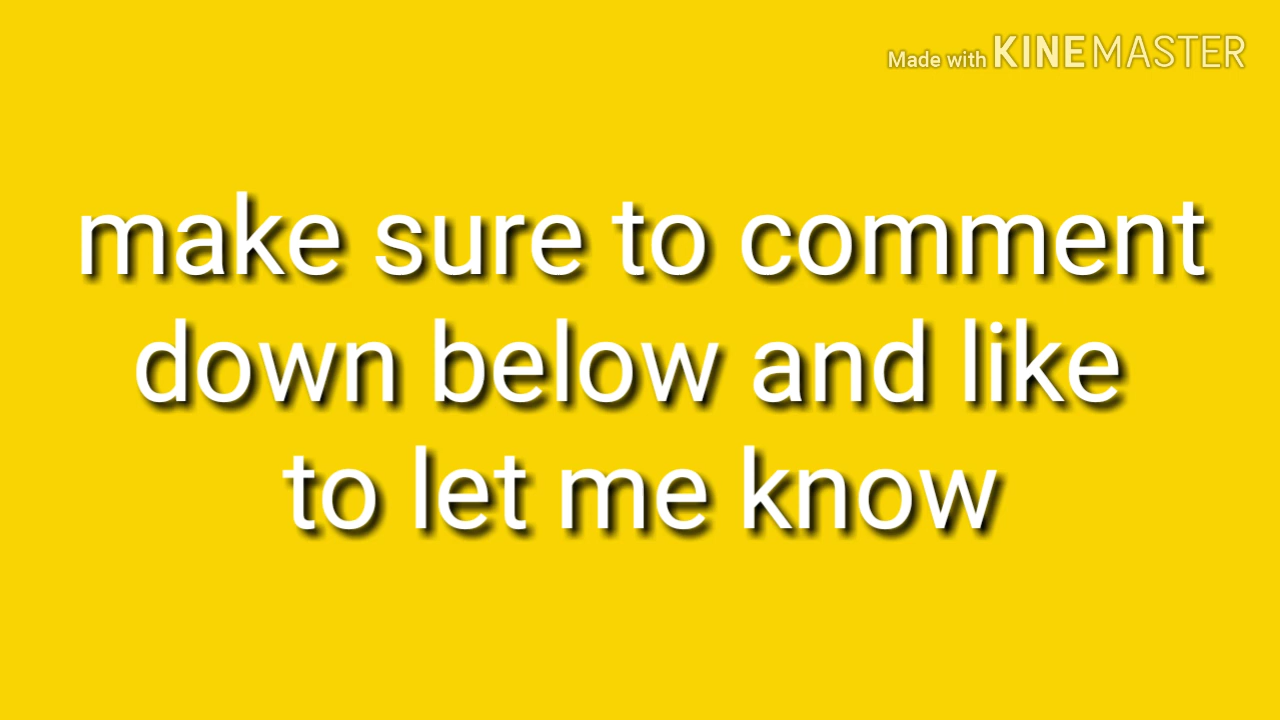 Made with KINEMASTER
make sure to comment
down below and like
to let me know